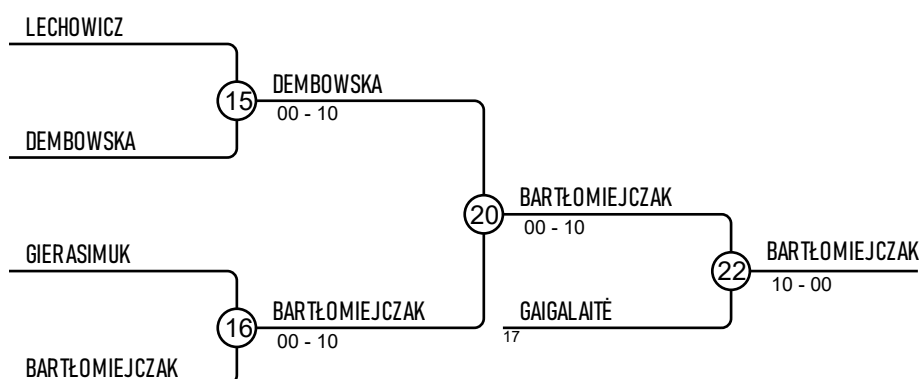 LECHOWICZ
15
DEMBOWSKA
00 - 10
DEMBOWSKA
20
BARTŁOMIEJCZAK
00 - 10
GIERASIMUK
22
BARTŁOMIEJCZAK
10 - 00
16
BARTŁOMIEJCZAK
00 - 10
GAIGALAITĖ
17
BARTŁOMIEJCZAK